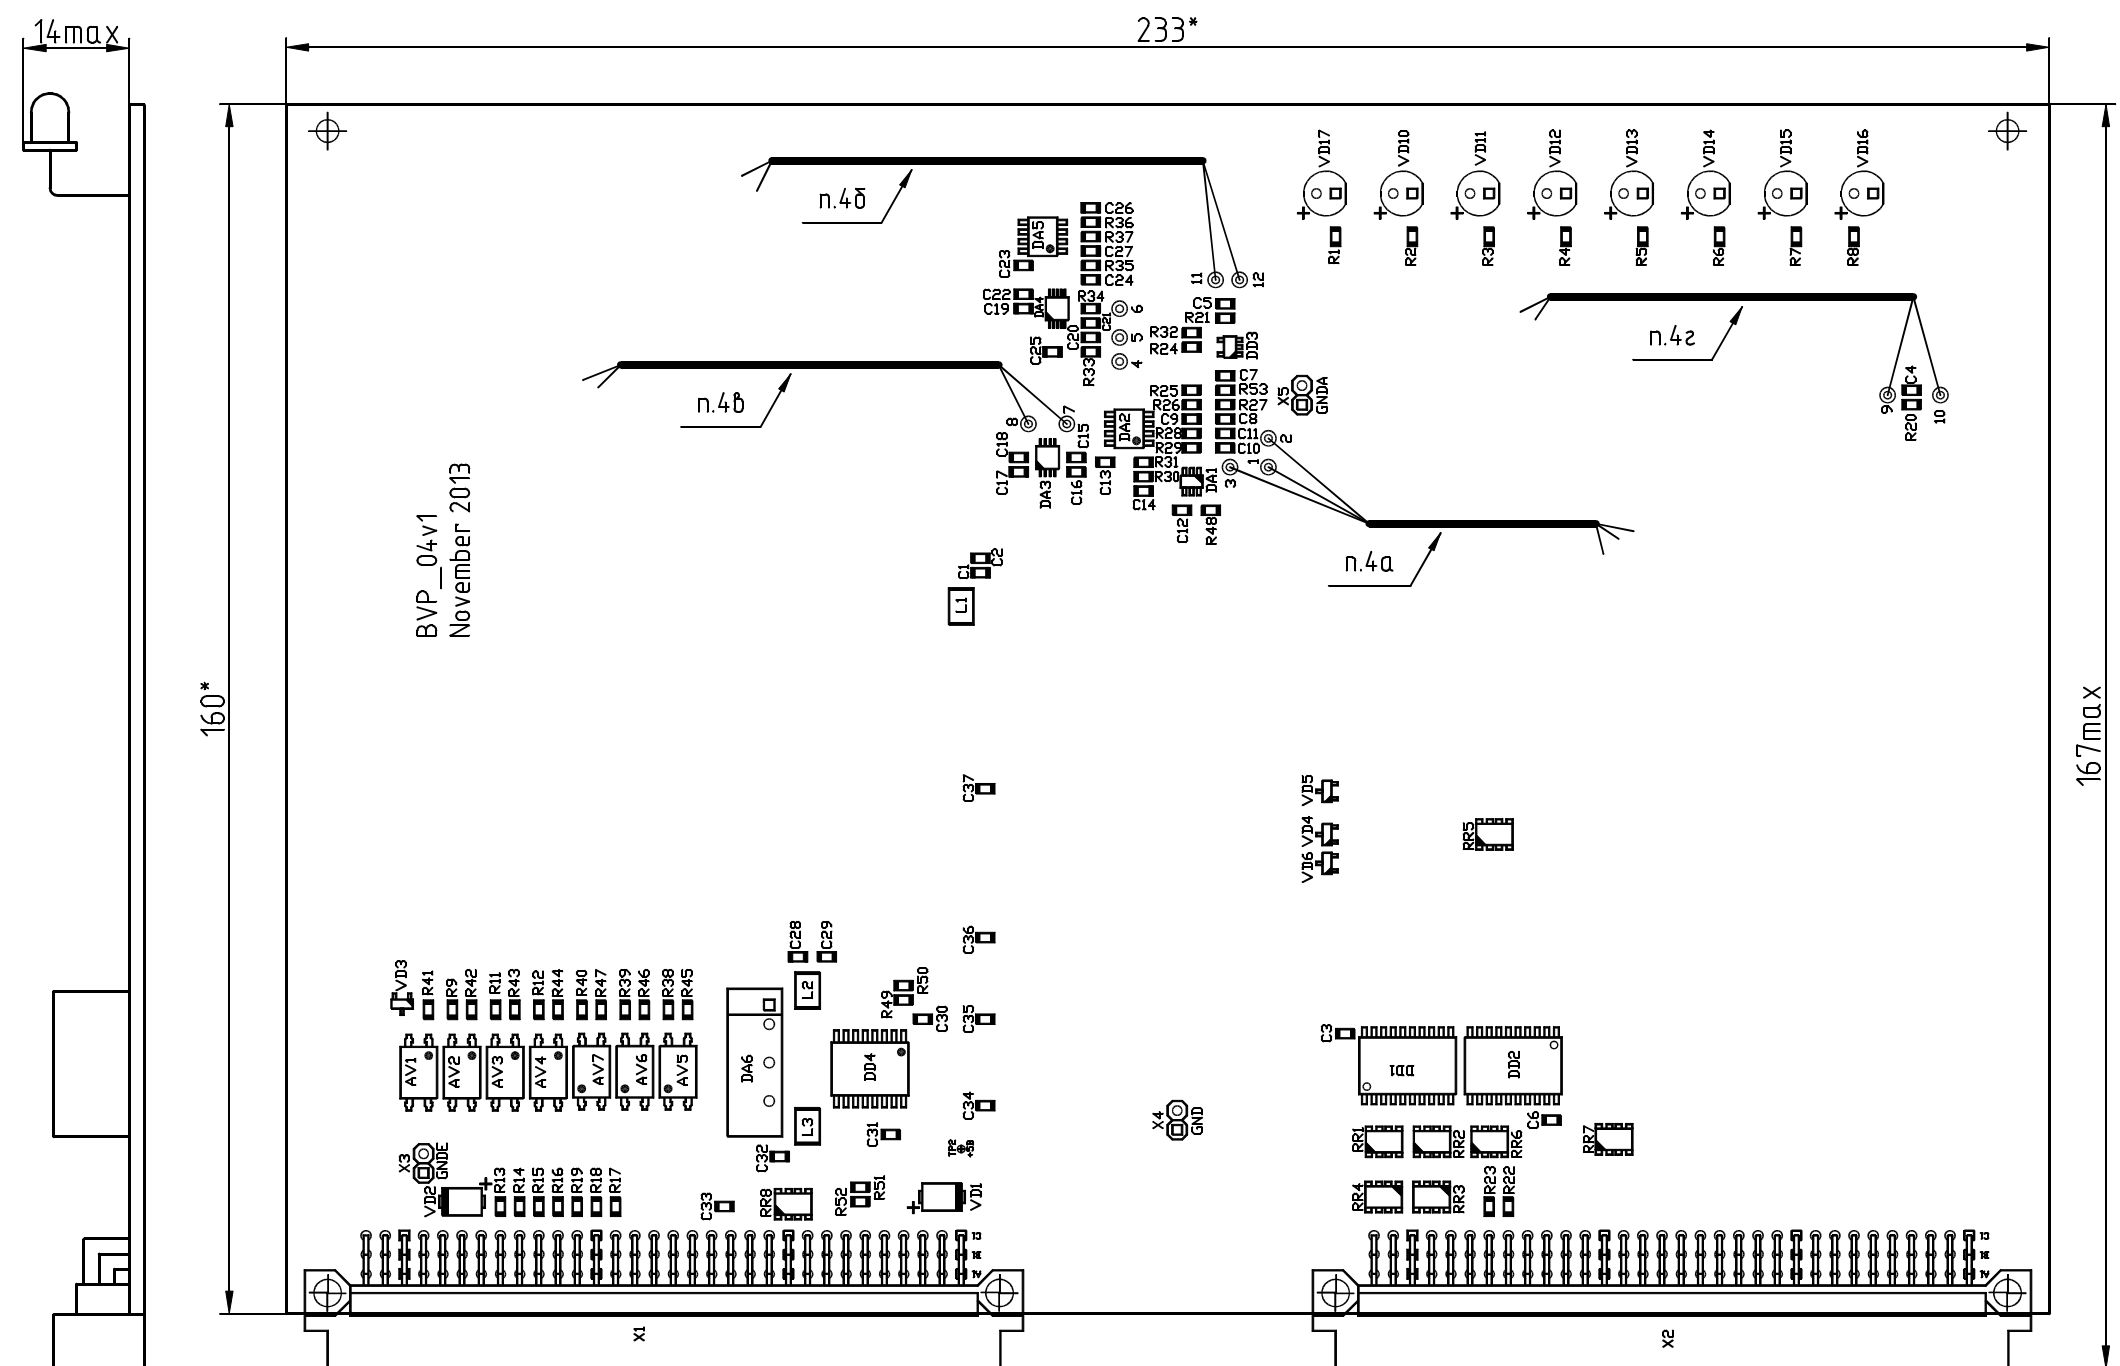 14max
233*
VD17
VD10
VD11
VD12
VD13
VD14
VD15
VD16
п.4б
C26
R36
R37
C27
R35
C24
DA5
C23
R1
R2
R3
R4
R5
R6
R7
R8
11
12
C22
C19
DA4
R34
C21
6
C20
5
C25
R33
4
C5
R21
R32
R24
DD3
п.4г
п.4в
C7
R25
R53
R26
R27
C9
C8
R28
C11
R29
C10
X5
GNDA
C4
9
R20
10
8
7
DA2
2
1
3
C18
C15
C17
DA3
C16
C13
R31
R30
C14
DA1
C12
R48
BVP_04v1
November 2013
п.4а
C2
C1
L1
160*
167max
C37
VD5
VD4
VD6
RR5
C36
C28
C29
VD3
R41
R9
R42
R11
R43
R12
R44
R40
R47
R39
R46
R38
R45
L2
R50
R49
C30
C35
C3
AV1
AV2
AV3
AV4
AV7
AV6
AV5
DA6
DD4
DD1
DD2
C34
L3
C31
TP2
+5В
X4
GND
C6
RR1
RR2
RR6
RR7
X3
GNDE
C32
VD2
+
R13
R14
R15
R16
R19
R18
R17
C33
RR8
R52
R51
+
VD1
RR4
RR3
R23
R22
C1
B1
A1
C1
B1
A1
X1
X2